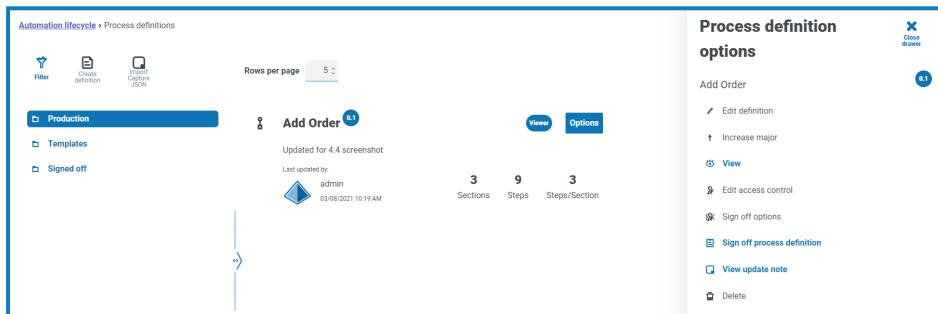 Automation lifecycle › Process definitions
Filter
Create
definition
Import
Capture
JSON
Rows per page 5
Production
Templates
Signed off
Add Order 0.1
Viewer
Options
Updated for 4.4 screenshot
Last updated by:
admin
03/08/2021 10:19 AM
3 9 3
Sections Steps Steps/Section
Process definition
options
Close
drawer
Add Order 0.1
Edit definition
Increase major
View
Edit access control
Sign off options
Sign off process definition
View update note
Delete